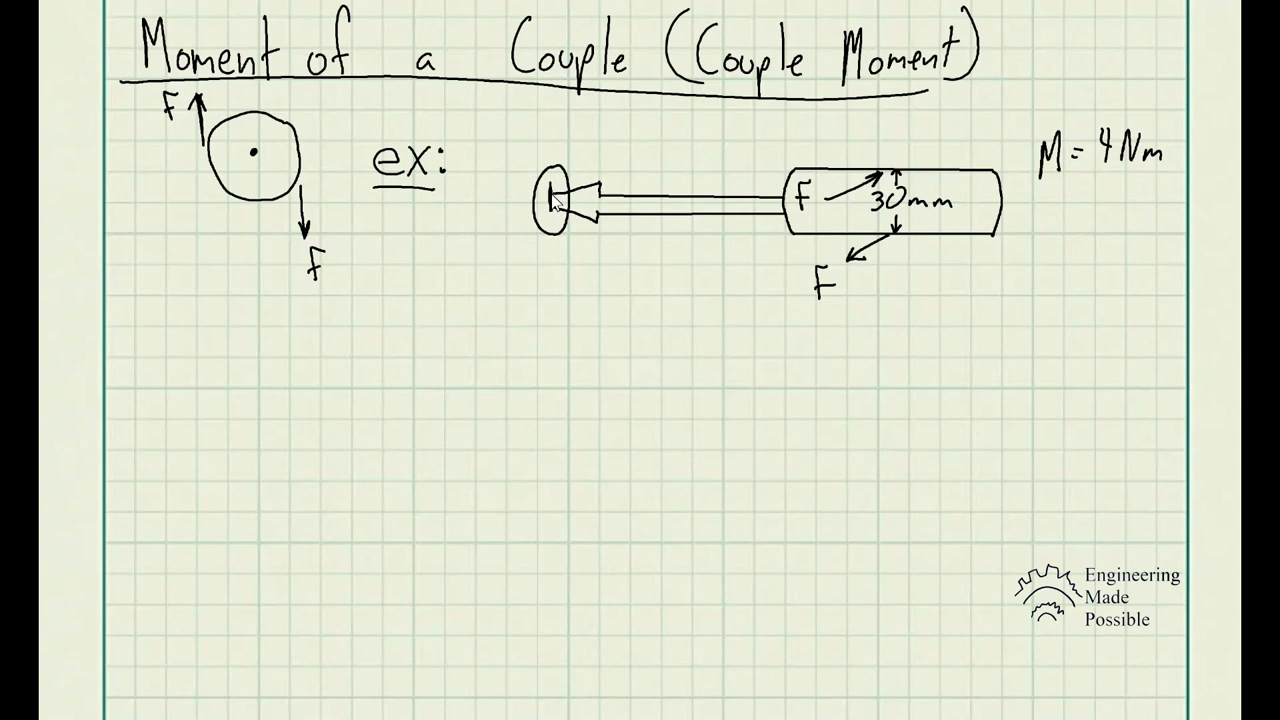 Moment of a Couple (Couple Moment)
F
F
ex:
F
30mm
F
M = 4 Nm
Engineering
Made
Possible